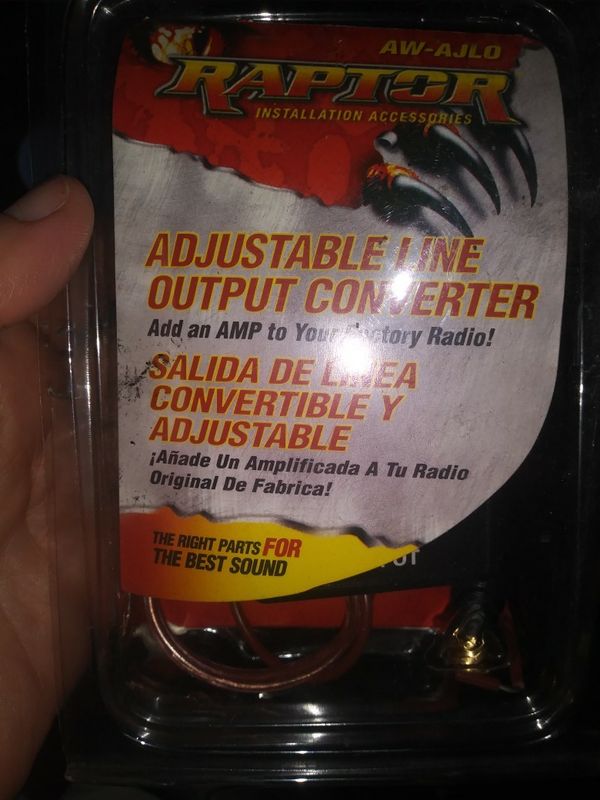 AW-AJLO
RAPTOR
INSTALLATION ACCESSORIES
ADJUSTABLE LINE
OUTPUT CONVERTER
Add an AMP to Your Factory Radio!
SALIDA DE LINEA
CONVERTIBLE Y
ADJUSTABLE
¡Añade Un Amplificada A Tu Radio
Original De Fabrica!
THE RIGHT PARTS FOR
THE BEST SOUND